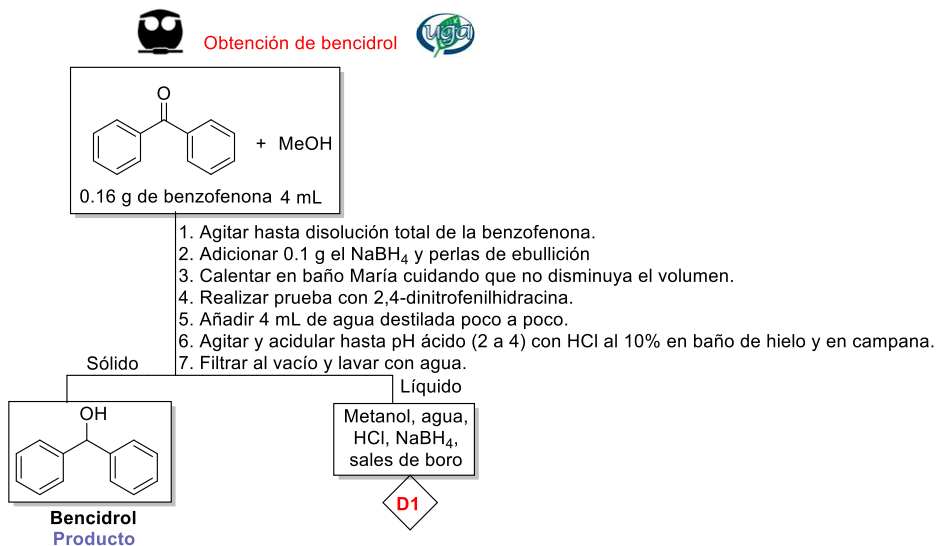 Obtención de bencidrol
uga
O
+ MeOH
0.16 g de benzofenona 4 mL
1. Agitar hasta disolución total de la benzofenona.
2. Adicionar 0.1 g el NaBH4 y perlas de ebullición
3. Calentar en baño María cuidando que no disminuya el volumen.
4. Realizar prueba con 2,4-dinitrofenilhidracina.
5. Añadir 4 mL de agua destilada poco a poco.
6. Agitar y acidular hasta pH ácido (2 a 4) con HCl al 10% en baño de hielo y en campana.
7. Filtrar al vacío y lavar con agua.
Sólido
Líquido
OH
Metanol, agua,
HCl, NaBH4,
sales de boro
D1
Bencidrol
Producto